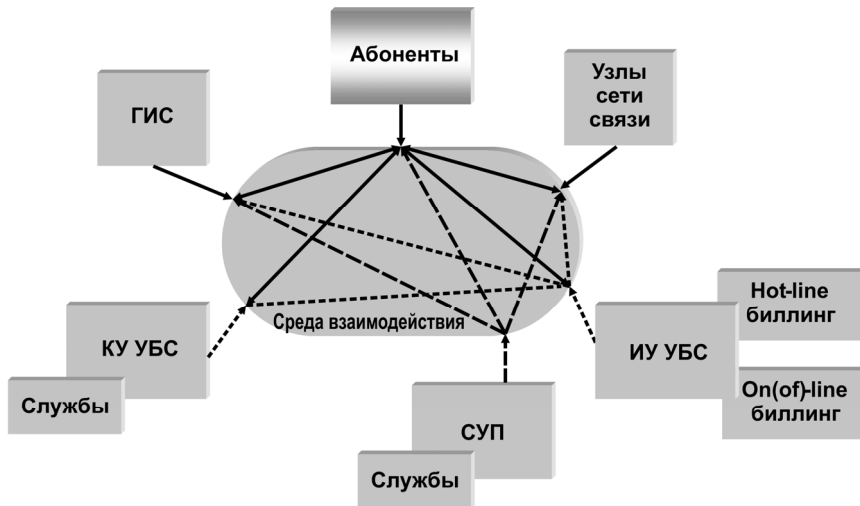 Абоненты
ГИС
Узлы
сети
связи
Среда взаимодействия
КУ УБС
Службы
СУП
Службы
ИУ УБС
Hot-line
биллинг
On(of)-line
биллинг